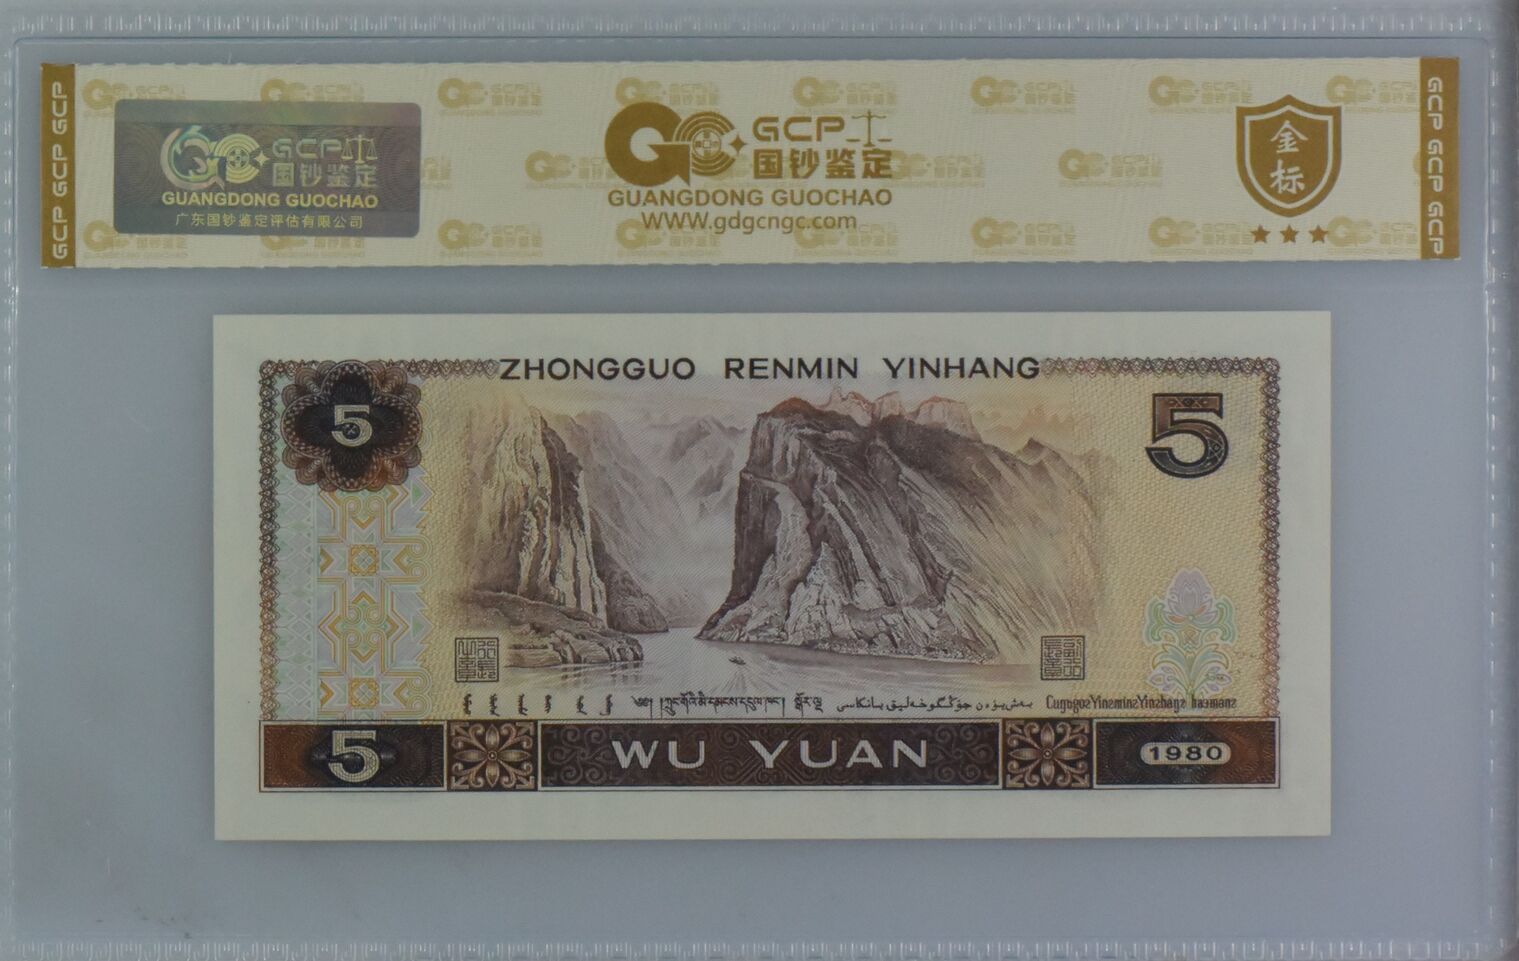 GCP GCP GCP
GCP 国钞鉴定
GUANGDONG GUOCHAO
广东国钞鉴定评估有限公司
GCP 国钞鉴定
GUANGDONG GUOCHAO
WWW.gdgcngc.com
金标
GCP GCP GCP
ZHONGGUO RENMIN YINHANG
5
5
5
WU YUAN
1980